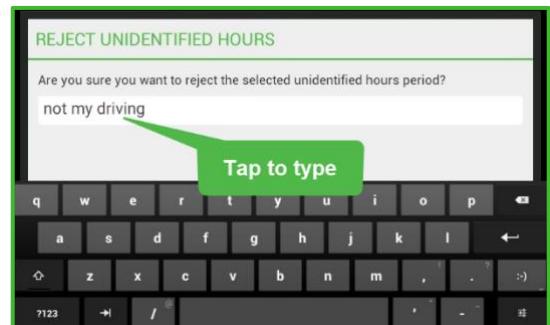 REJECT UNIDENTIFIED HOURS
Are you sure you want to reject the selected unidentified hours period?
not my driving
Tap to type
q w e r t y u i o p
a s d f g h j k l
z x c v b n m , ! . ?
:-)
?123 / @ ' " - _